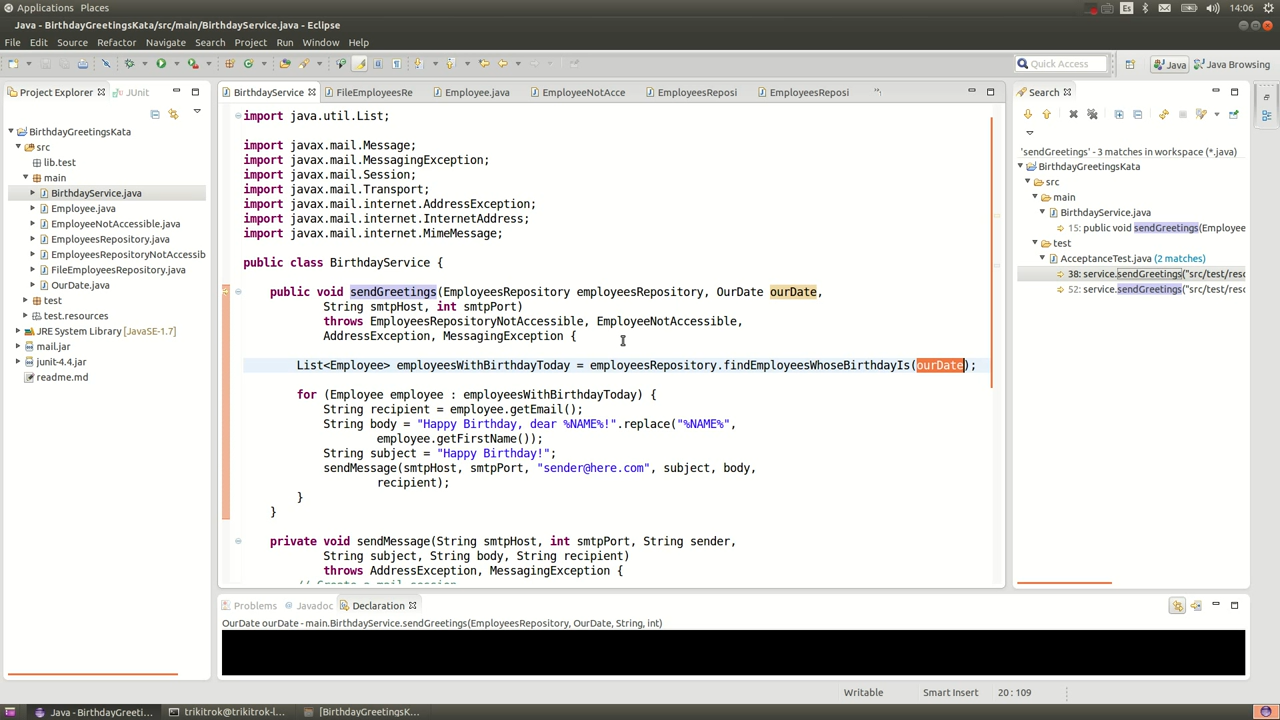 Applications Places
Es 14:06
Java - BirthdayGreetingsKata/src/main/BirthdayService.java - Eclipse
File Edit Source Refactor Navigate Search Project Run Window Help
Quick Access
Java
Java Browsing
Project Explorer
JUnit
BirthdayGreetingsKata
src
lib.test
main
BirthdayService.java
Employee.java
EmployeeNotAccessible.java
EmployeesRepository.java
EmployeesRepositoryNotAccessib
FileEmployeesRepository.java
OurDate.java
test
test.resources
JRE System Library [JavaSE-1.7]
mail.jar
junit-4.4.jar
readme.md
BirthdayService
FileEmployeesRe
Employee.java
EmployeeNotAcce
EmployeesReposi
EmployeesReposi
import java.util.List;
import javax.mail.Message;
import javax.mail.MessagingException;
import javax.mail.Session;
import javax.mail.Transport;
import javax.mail.internet.AddressException;
import javax.mail.internet.InternetAddress;
import javax.mail.internet.MimeMessage;
public class BirthdayService {
public void sendGreetings(EmployeesRepository employeesRepository, OurDate ourDate,
String smtpHost, int smtpPort)
throws EmployeesRepositoryNotAccessible, EmployeeNotAccessible,
AddressException, MessagingException {
List<Employee> employeesWithBirthdayToday = employeesRepository.findEmployeesWhoseBirthdayIs(ourDate);
for (Employee employee : employeesWithBirthdayToday) {
String recipient = employee.getEmail();
String body = "Happy Birthday, dear %NAME%!".replace("%NAME%",
employee.getFirstName());
String subject = "Happy Birthday!";
sendMessage(smtpHost, smtpPort, "sender@here.com", subject, body,
recipient);
}
}
private void sendMessage(String smtpHost, int smtpPort, String sender,
String subject, String body, String recipient)
throws AddressException, MessagingException {
// Create a mail session
Search
'sendGreetings' - 3 matches in workspace (*.java)
BirthdayGreetingsKata
src
main
BirthdayService.java
15: public void sendGreetings(Employee
test
AcceptanceTest.java (2 matches)
38: service.sendGreetings("src/test/resc
52: service.sendGreetings("src/test/resc
Problems
Javadoc
Declaration
OurDate ourDate - main.BirthdayService.sendGreetings(EmployeesRepository, OurDate, String, int)
Writable
Smart Insert
20 : 109
Java - BirthdayGreeti...
trikitrok@trikitrok-l...
[BirthdayGreetingsK...